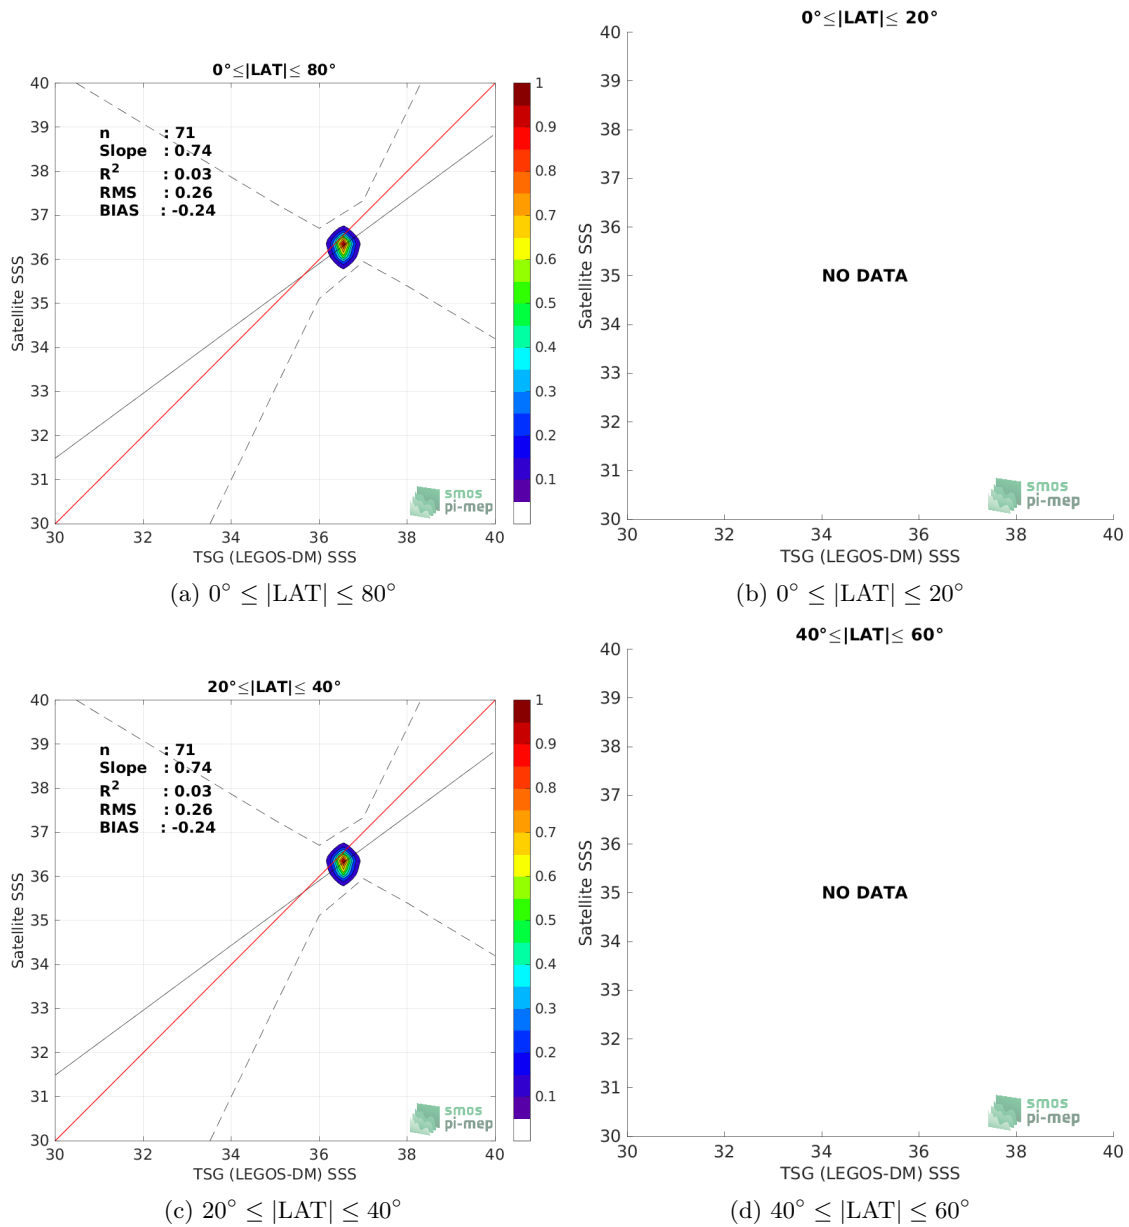 0°≤|LAT|≤ 80°
40
39
38
37
36
35
34
33
32
31
30
Satellite SSS
n : 71
Slope : 0.74
R² : 0.03
RMS : 0.26
BIAS : -0.24
smos
pi-mep
30 32 34 36 38 40
TSG (LEGOS-DM) SSS
1
0.9
0.8
0.7
0.6
0.5
0.4
0.3
0.2
0.1
(a) 0° ≤ |LAT| ≤ 80°
0°≤|LAT|≤ 20°
40
39
38
37
36
35
34
33
32
31
30
Satellite SSS
NO DATA
smos
pi-mep
30 32 34 36 38 40
TSG (LEGOS-DM) SSS
(b) 0° ≤ |LAT| ≤ 20°
20°≤|LAT|≤ 40°
40
39
38
37
36
35
34
33
32
31
30
Satellite SSS
n : 71
Slope : 0.74
R² : 0.03
RMS : 0.26
BIAS : -0.24
smos
pi-mep
30 32 34 36 38 40
TSG (LEGOS-DM) SSS
1
0.9
0.8
0.7
0.6
0.5
0.4
0.3
0.2
0.1
(c) 20° ≤ |LAT| ≤ 40°
40°≤|LAT|≤ 60°
40
39
38
37
36
35
34
33
32
31
30
Satellite SSS
NO DATA
smos
pi-mep
30 32 34 36 38 40
TSG (LEGOS-DM) SSS
(d) 40° ≤ |LAT| ≤ 60°